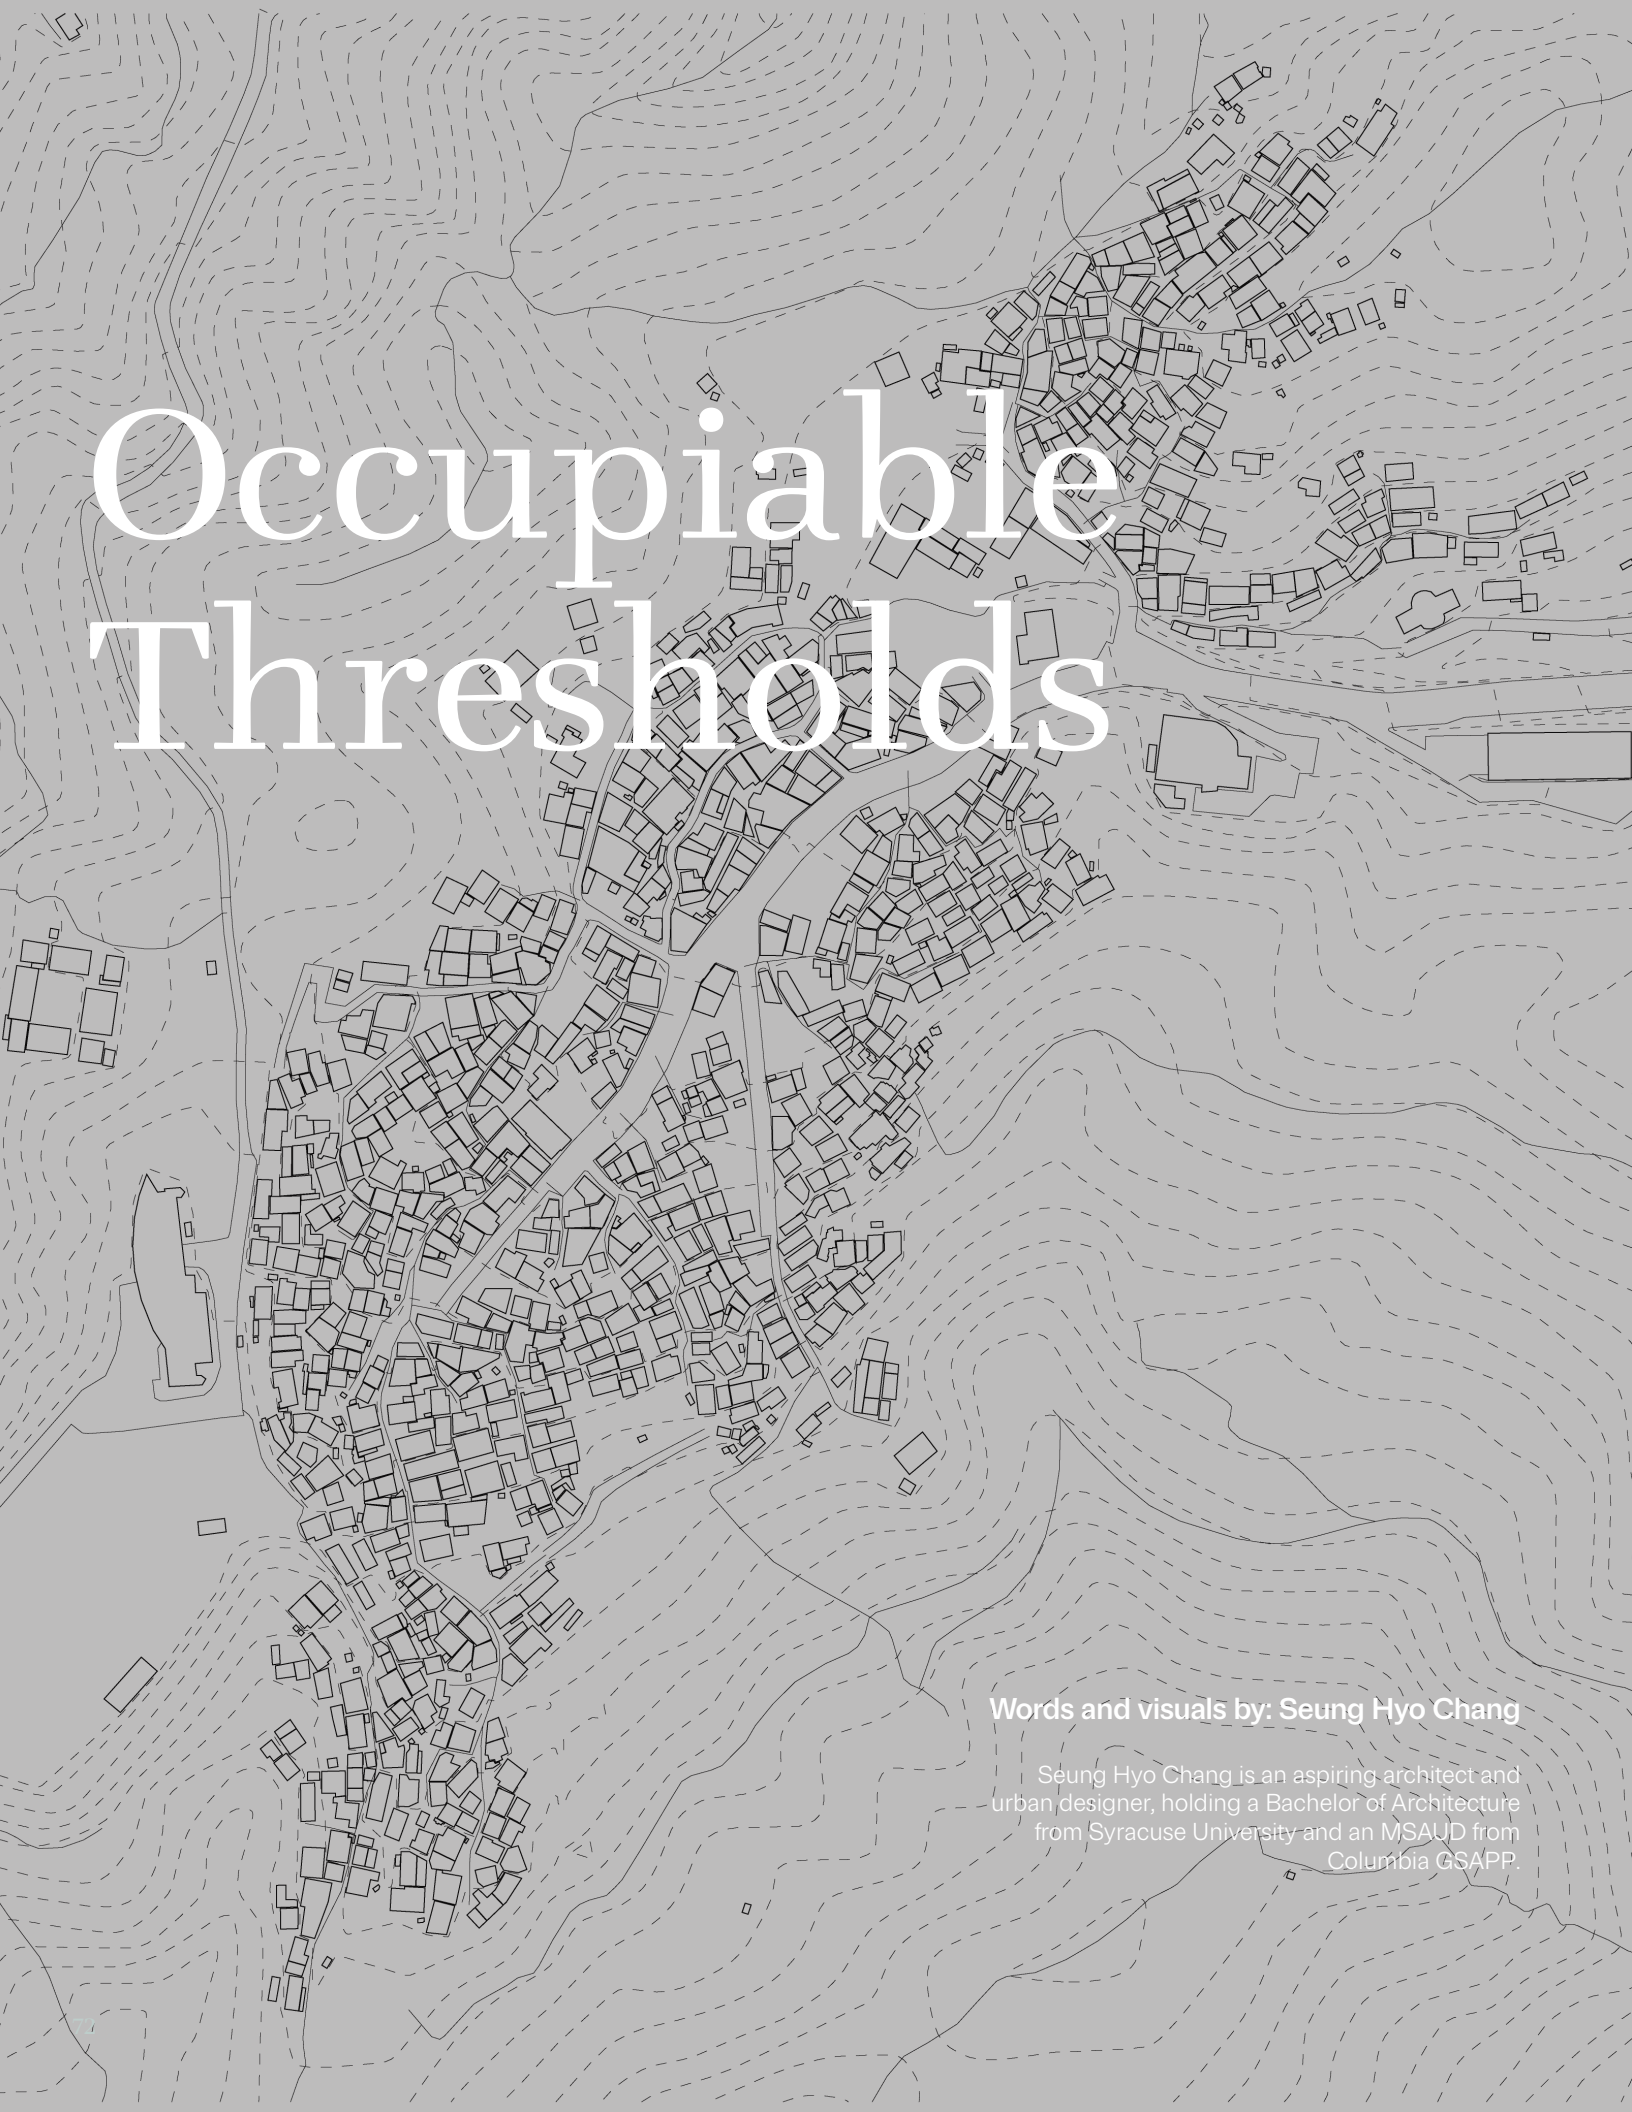 Occupiable
Thresholds
Words and visuals by: Seung Hyo Chang
Seung Hyo Chang is an aspiring architect and
urban designer, holding a Bachelor of Architecture
from Syracuse University and an MSAUD from
Columbia GSAPP.
72